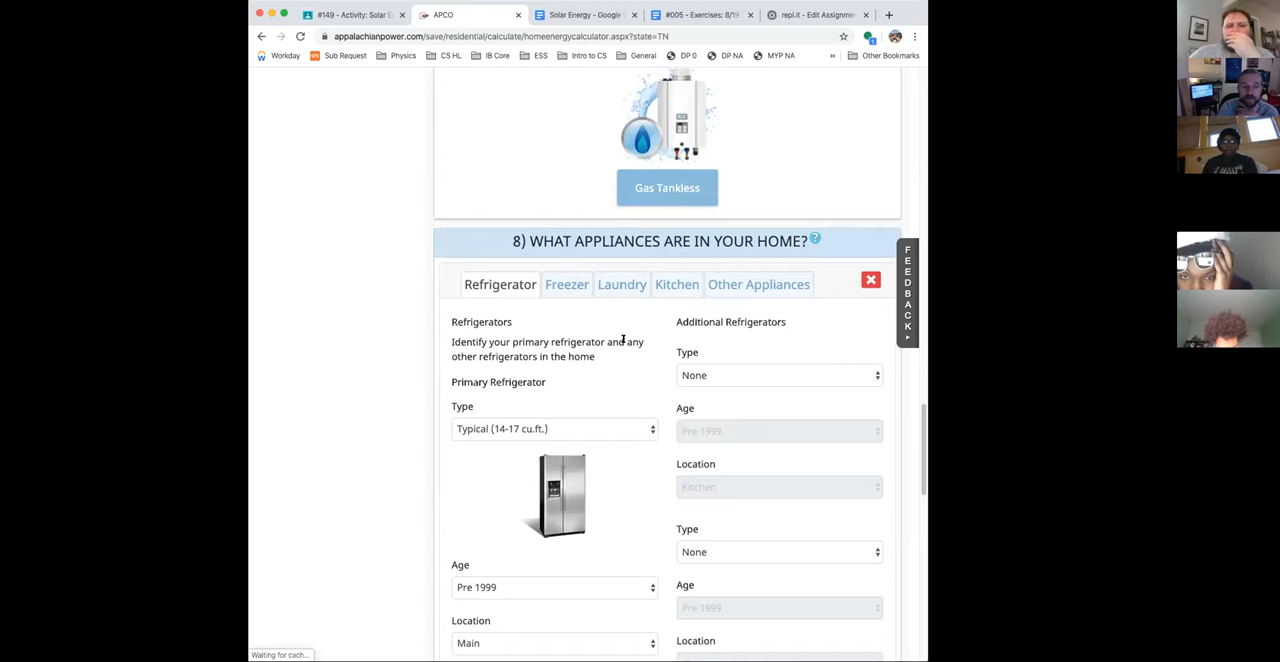 #149 - Activity: Solar E
APCO
Solar Energy - Google D
#005 - Exercises: 8/19
repl.it - Edit Assignme
appalachianpower.com/save/residential/calculate/homeenergycalculator.aspx?state=TN
Workday
Sub Request
Physics
CS HL
IB Core
ESS
Intro to CS
General
DP 0
DP NA
MYP NA
»
Other Bookmarks
Gas Tankless
8) WHAT APPLIANCES ARE IN YOUR HOME? ?
Refrigerator
Freezer
Laundry
Kitchen
Other Appliances
FEEDBACK
Refrigerators
Identify your primary refrigerator and any
other refrigerators in the home
Primary Refrigerator
Type
Typical (14-17 cu.ft.)
Age
Pre 1999
Location
Main
Additional Refrigerators
Type
None
Age
Pre 1999
Location
Kitchen
Type
None
Age
Pre 1999
Location
Waiting for cach...